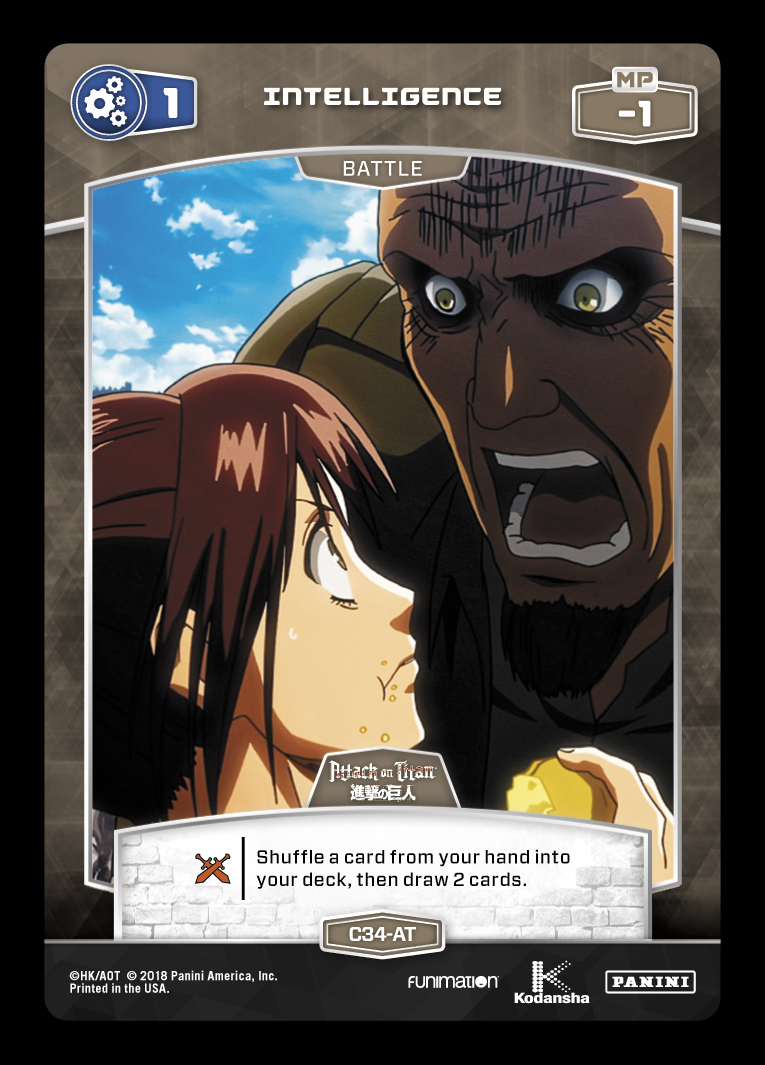 1
INTELLIGENCE
MP
-1
BATTLE
Attack on Titan
進撃の巨人
Shuffle a card from your hand into
your deck, then draw 2 cards.
C34-AT
©HK/AOT © 2018 Panini America, Inc.
Printed in the USA.
FUNIMATION
Kodansha
PANINI